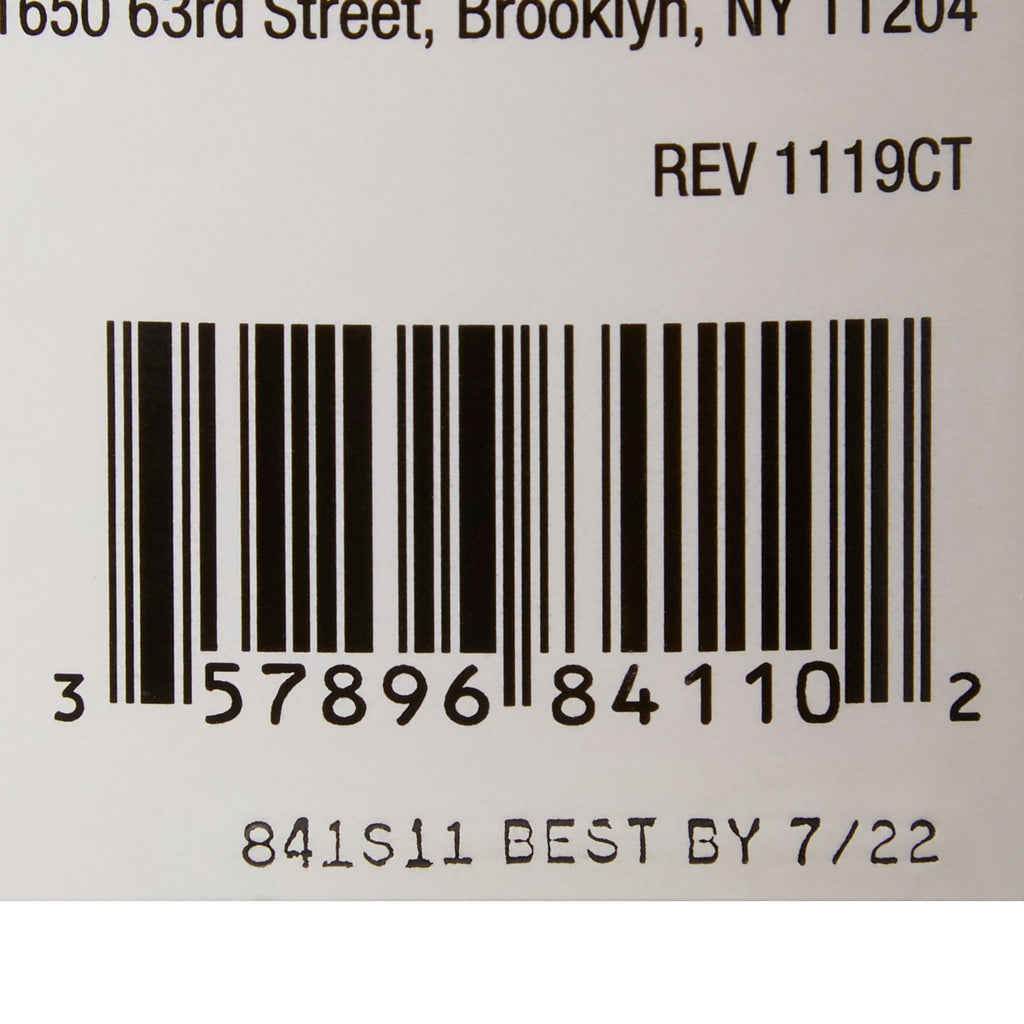 1650 63rd Street, Brooklyn, NY 11204
REV 1119CT
3 57896 84110 2
841S11 BEST BY 7/22